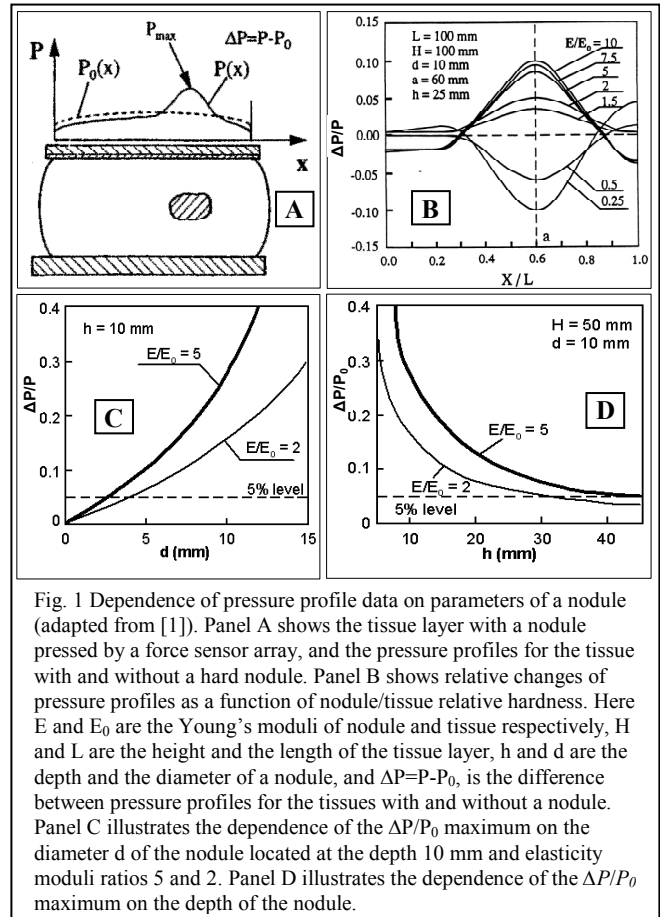 P
P₀(x)
Pmax
P(x)
ΔP=P-P₀
x
A
ΔP/P
0.15
0.10
0.05
0.00
-0.05
-0.10
-0.15
L = 100 mm
H = 100 mm
d = 10 mm
a = 60 mm
h = 25 mm
E/E₀= 10
7.5
5
2
1.5
0.5
0.25
B
a
0.0 0.2 0.4 0.6 0.8 1.0
X/L
ΔP/P
0.4
0.3
0.2
0.1
0
h = 10 mm
E/E₀ = 5
C
E/E₀ = 2
5% level
0 5 10 15
d (mm)
ΔP/P₀
0.4
0.3
0.2
0.1
0
H = 50 mm
d = 10 mm
D
E/E₀ = 5
E/E₀ = 2
5% level
10 20 30 40
h (mm)
Fig. 1 Dependence of pressure profile data on parameters of a nodule
(adapted from [1]). Panel A shows the tissue layer with a nodule
pressed by a force sensor array, and the pressure profiles for the tissue
with and without a hard nodule. Panel B shows relative changes of
pressure profiles as a function of nodule/tissue relative hardness. Here
E and E₀ are the Young's moduli of nodule and tissue respectively, H
and L are the height and the length of the tissue layer, h and d are the
depth and the diameter of a nodule, and ΔP=P-P₀, is the difference
between pressure profiles for the tissues with and without a nodule.
Panel C illustrates the dependence of the ΔP/P₀ maximum on the
diameter d of the nodule located at the depth 10 mm and elasticity
moduli ratios 5 and 2. Panel D illustrates the dependence of the ΔP/P₀
maximum on the depth of the nodule.